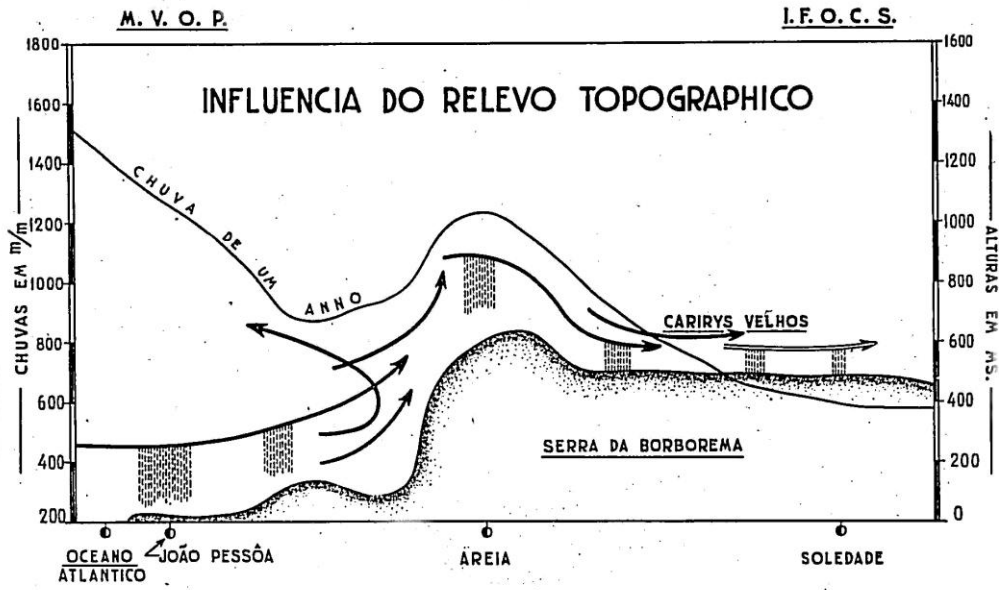 M. V. O. P.
I. F. O. C. S.
INFLUENCIA DO RELEVO TOPOGRAPHICO
1800
1600
1400
1200
1000
800
600
400
200
CHUVAS EM m/m
1600
1400
1200
1000
800
600
400
200
0
ALTURAS EM MS.
CHUVA DE UM ANNO
CARIRYS VELHOS
SERRA DA BORBOREMA
OCEANO
ATLANTICO
JOÃO PESSÔA
AREIA
SOLEDADE